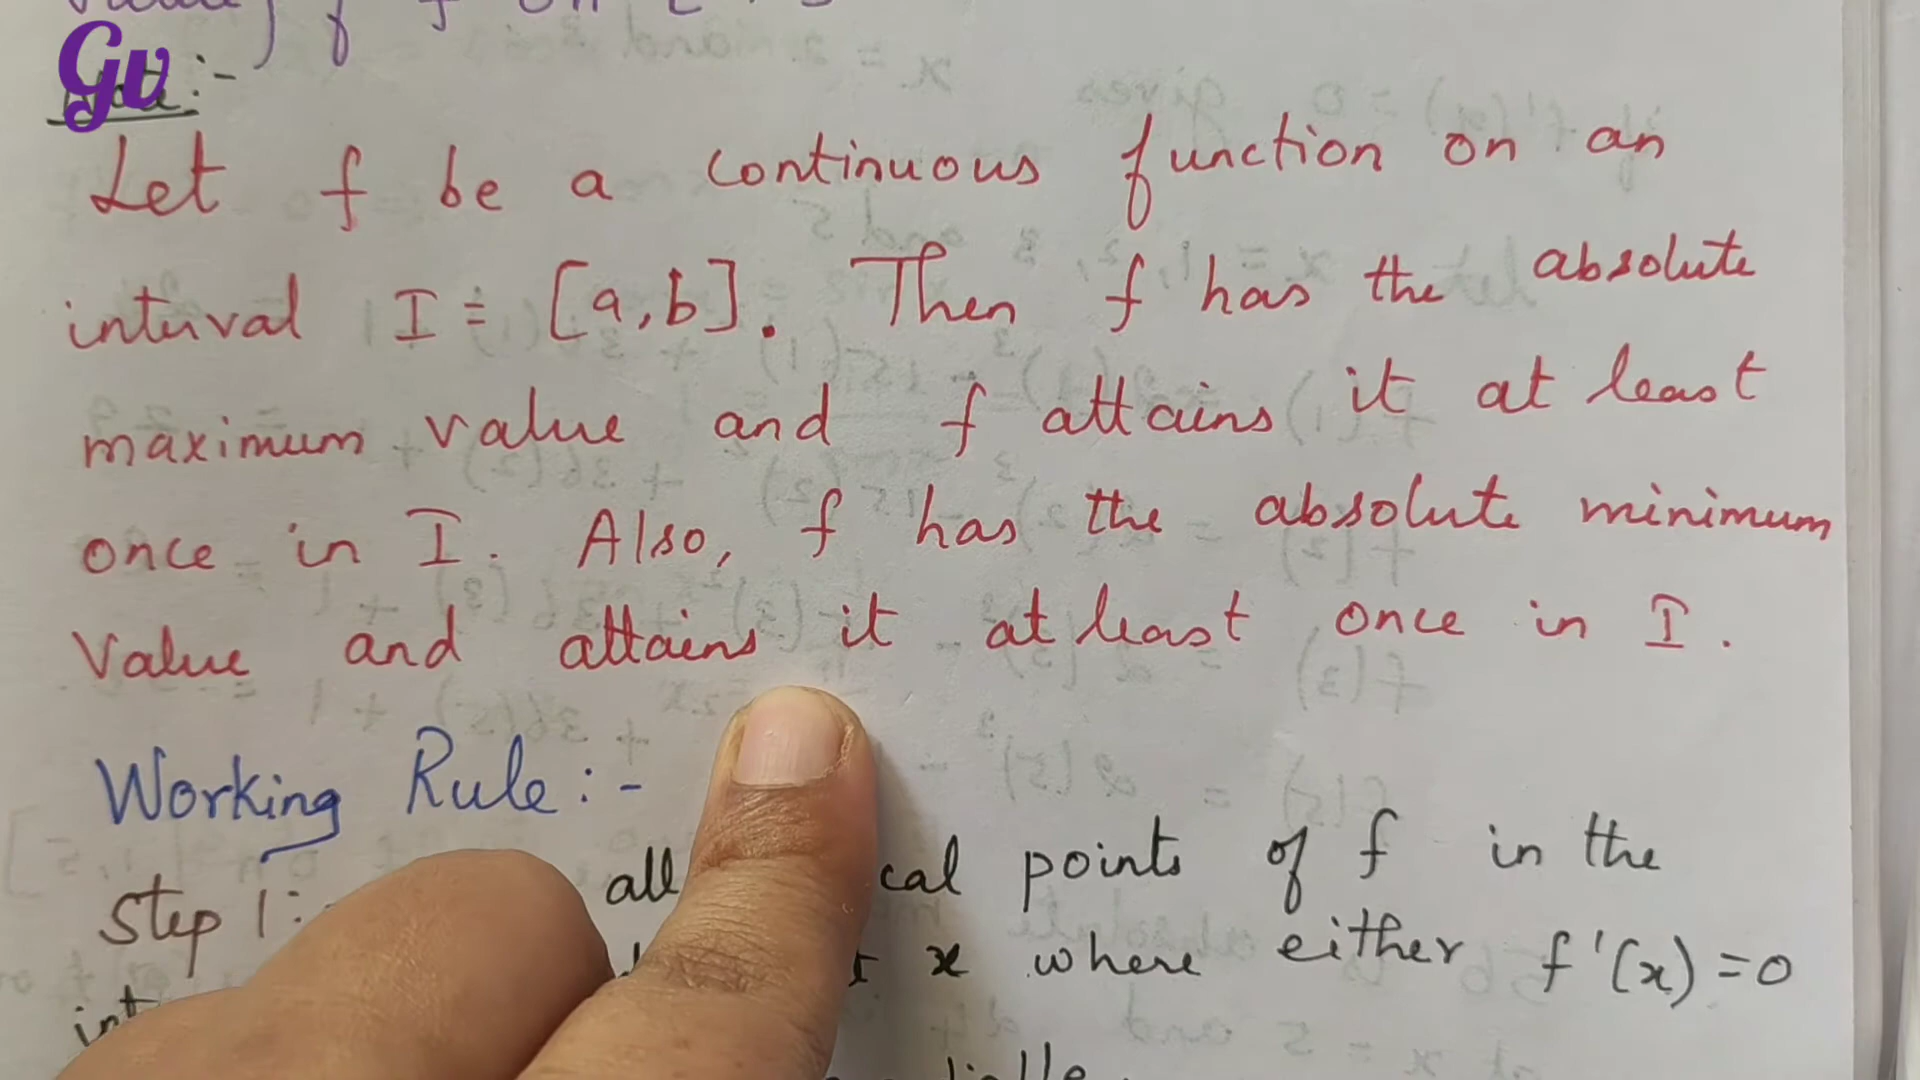 Gv
Note:-
Let f be a continuous function on an
interval I = [a,b]. Then f has the absolute
maximum value and f attains it at least
once in I. Also, f has the absolute minimum
value and attains it at least once in I.
Working Rule:-
Step 1:- all cal points of f in the
int x where either f'(x)=0